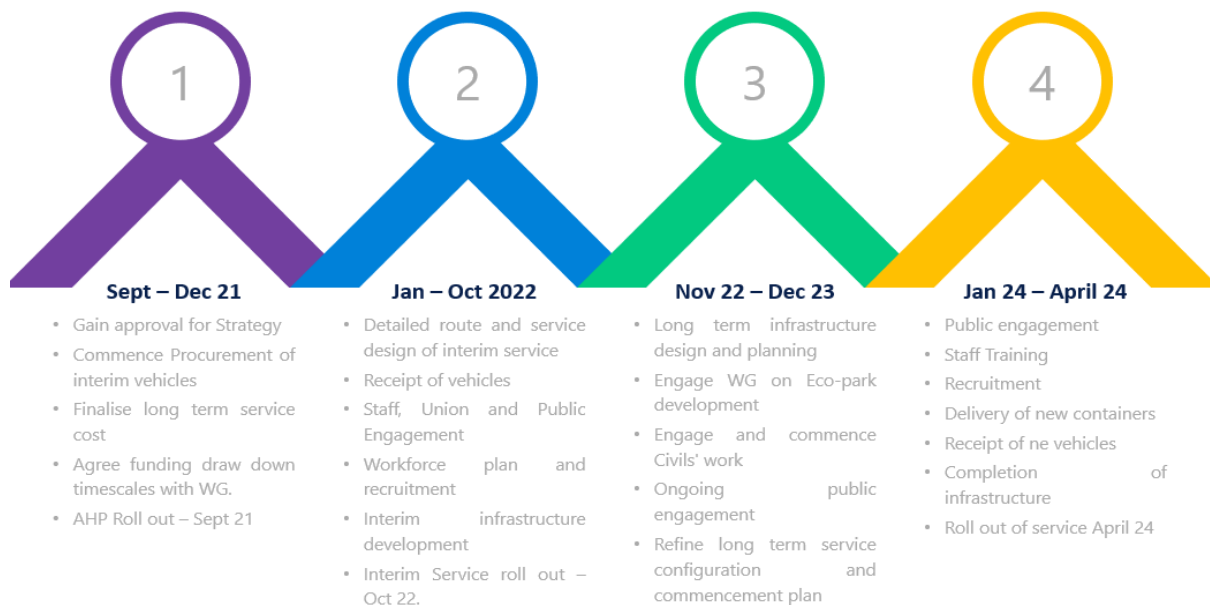 1
Sept – Dec 21
• Gain approval for Strategy
• Commence Procurement of
interim vehicles
• Finalise long term service
cost
• Agree funding draw down
timescales with WG.
• AHP Roll out – Sept 21
2
Jan – Oct 2022
• Detailed route and service
design of interim service
• Receipt of vehicles
• Staff, Union and Public
Engagement
• Workforce plan and
recruitment
• Interim infrastructure
development
• Interim Service roll out –
Oct 22.
3
Nov 22 – Dec 23
• Long term infrastructure
design and planning
• Engage WG on Eco-park
development
• Engage and commence
Civils' work
• Ongoing public
engagement
• Refine long term service
configuration and
commencement plan
4
Jan 24 – April 24
• Public engagement
• Staff Training
• Recruitment
• Delivery of new containers
• Receipt of ne vehicles
• Completion of
infrastructure
• Roll out of service April 24